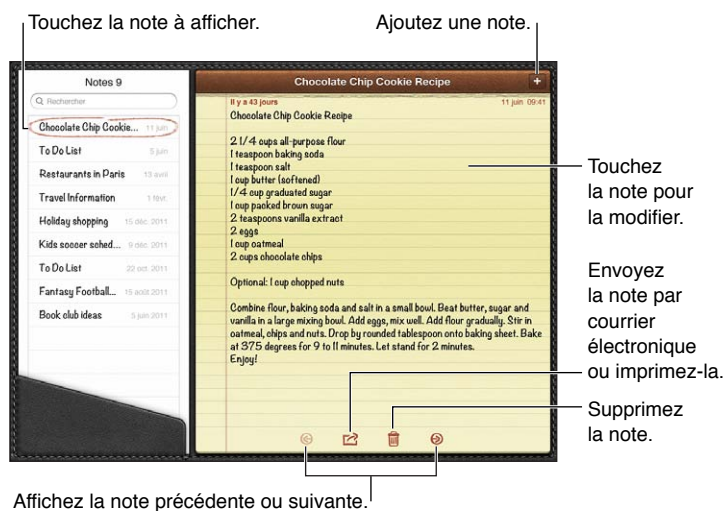 Touchez la note à afficher.
Ajoutez une note.
Notes 9
Rechercher
Chocolate Chip Cookie... 11 juin
To Do List 5 juin
Restaurants in Paris 13 avril
Travel Information 1 févr.
Holiday shopping 15 déc. 2011
Kids soccer sched... 9 déc. 2011
To Do List 22 oct. 2011
Fantasy Football... 15 août 2011
Book club ideas 5 juin 2011
Chocolate Chip Cookie Recipe
+
Il y a 43 jours 11 juin 09:41
Chocolate Chip Cookie Recipe
2 1/4 cups all-purpose flour
1 teaspoon baking soda
1 teaspoon salt
1 cup butter (softened)
1/4 cup graduated sugar
1 cup packed brown sugar
2 teaspoons vanilla extract
2 eggs
1 cup oatmeal
2 cups chocolate chips
Optional: 1 cup chopped nuts
Combine flour, baking soda and salt in a small bowl. Beat butter, sugar and
vanilla in a large mixing bowl. Add eggs, mix well. Add flour gradually. Stir in
oatmeal, chips and nuts. Drop by rounded tablespoon onto baking sheet. Bake
at 375 degrees for 9 to 11 minutes. Let stand for 2 minutes.
Enjoy!
Touchez
la note pour
la modifier.
Envoyez
la note par
courrier
électronique
ou imprimez-la.
Supprimez
la note.
Affichez la note précédente ou suivante.